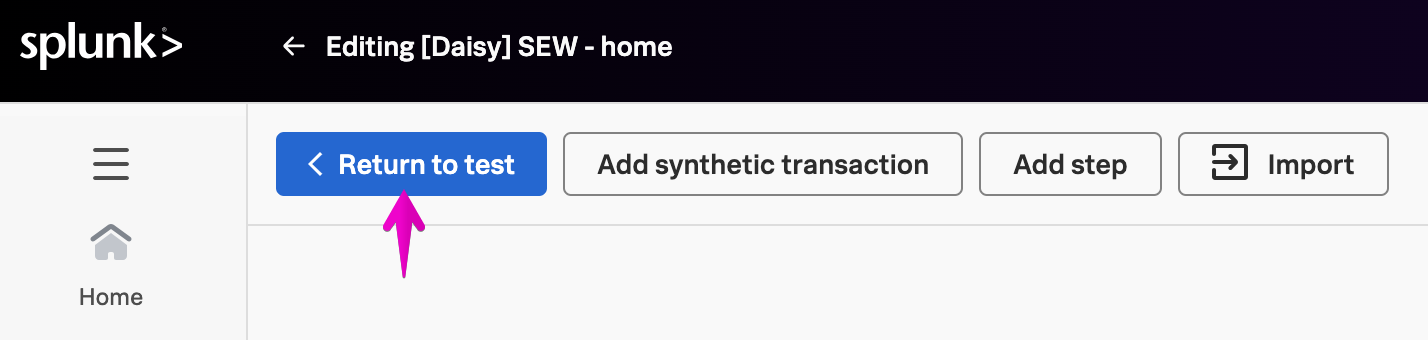 splunk>
Editing [Daisy] SEW - home
Return to test
Add synthetic transaction
Add step
Import
Home